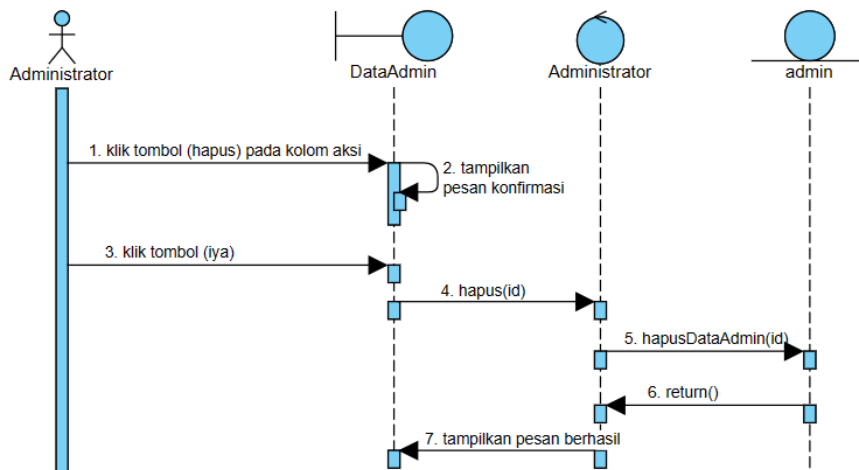 Administrator
DataAdmin
Administrator
admin
1. klik tombol (hapus) pada kolom aksi
2. tampilkan
pesan konfirmasi
3. klik tombol (iya)
4. hapus(id)
5. hapusDataAdmin(id)
6. return()
7. tampilkan pesan berhasil